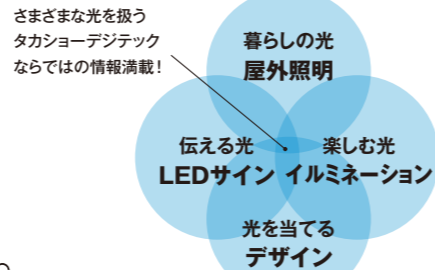 さまざまな光を扱う
タカショーデジテック
ならではの情報満載！
暮らしの光
屋外照明
伝える光
LEDサイン
楽しむ光
イルミネーション
光を当てる
デザイン